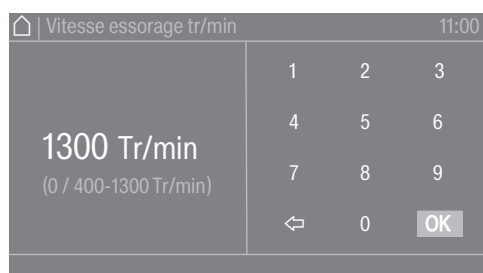 | Vitesse essorage tr/min 11:00
1300 Tr/min
(0 / 400-1300 Tr/min)
1 2 3
4 5 6
7 8 9
0 OK